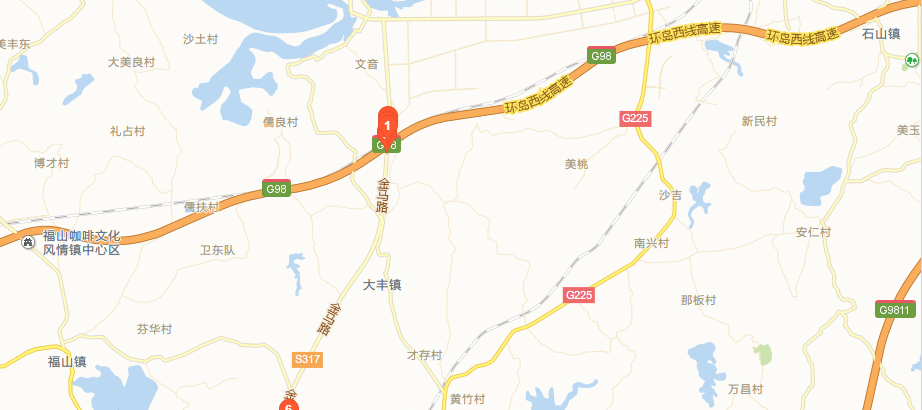 环岛西线高速
环岛西线高速
石山镇
美丰东
沙土村
大美良村
文音
G98
环岛西线高速
G225
儒良村
新民村
礼占村
1
美玉
博才村
美桃
G98
金马路
沙吉
儒扶村
福山咖啡文化
风情镇中心区
卫东队
南兴村
安仁村
大丰镇
G225
那板村
G9811
金马路
芬华村
福山镇
S317
才存村
万昌村
黄竹村
金
6